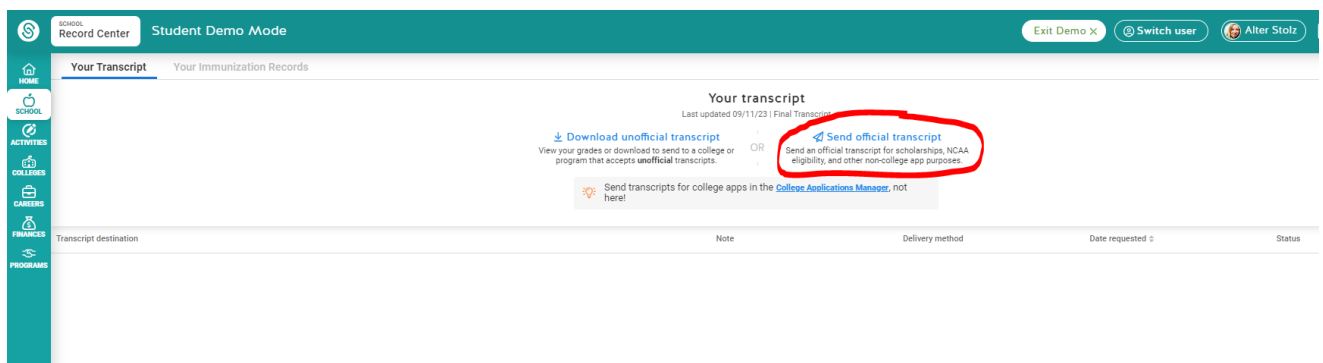 SCHOOL
Record Center
Student Demo Mode
Exit Demo X
Switch user
Alter Stolz
HOME
SCHOOL
ACTIVITIES
COLLEGES
CAREERS
FINANCES
PROGRAMS
Your Transcript
Your Immunization Records
Your transcript
Last updated 09/11/23 | Final Transcript
Download unofficial transcript
View your grades or download to send to a college or
program that accepts unofficial transcripts.
OR
Send official transcript
Send an official transcript for scholarships, NCAA
eligibility, and other non-college app purposes.
Send transcripts for college apps in the College Applications Manager, not
here!
Transcript destination
Note
Delivery method
Date requested
Status